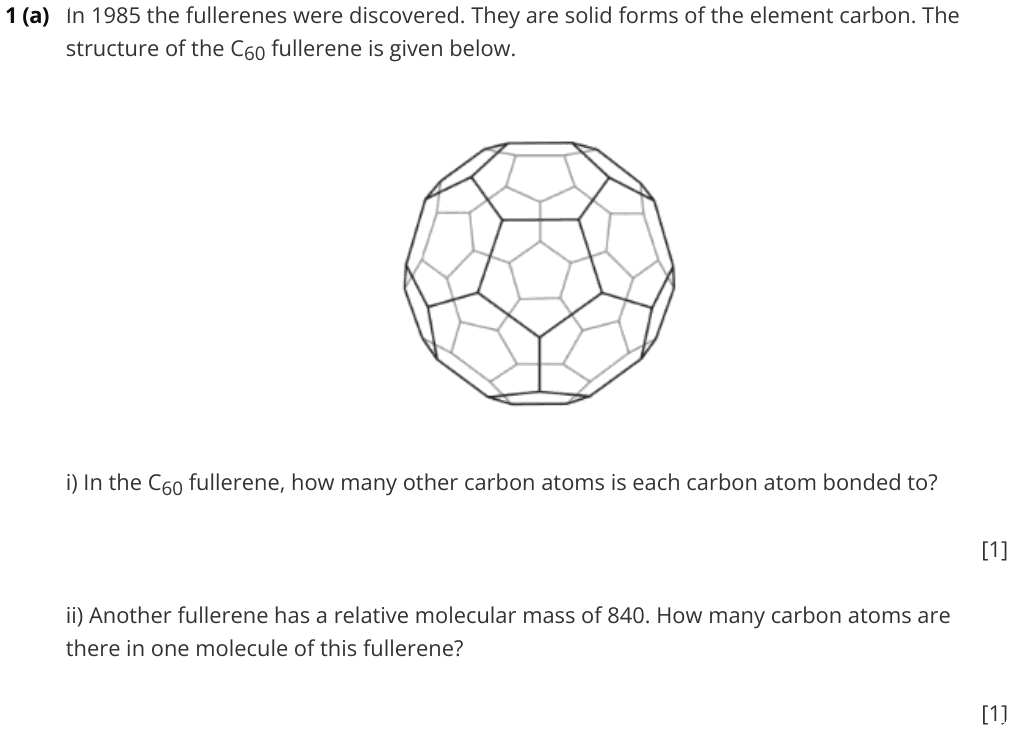 1 (a) In 1985 the fullerenes were discovered. They are solid forms of the element carbon. The
structure of the C60 fullerene is given below.
i) In the C60 fullerene, how many other carbon atoms is each carbon atom bonded to?
[1]
ii) Another fullerene has a relative molecular mass of 840. How many carbon atoms are
there in one molecule of this fullerene?
[1]